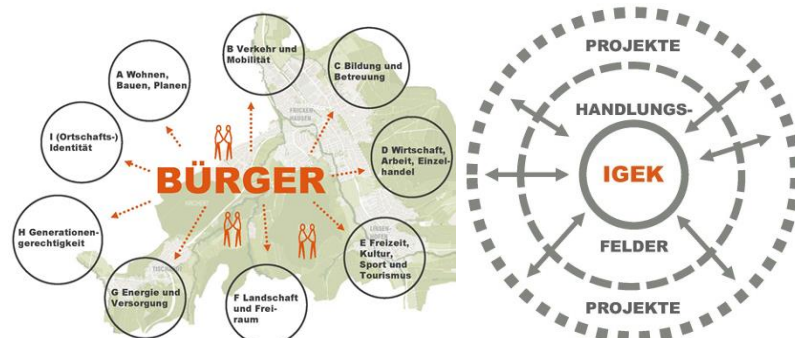 B Verkehr und
Mobilität
C Bildung und
Betreuung
A Wohnen,
Bauen, Planen
I (Ortschafts-)
Identität
D Wirtschaft,
Arbeit, Einzel-
handel
BÜRGER
H Generationen-
gerechtigkeit
E Freizeit,
Kultur,
Sport und
Tourismus
G Energie und
Versorgung
F Landschaft
und Frei-
raum
PROJEKTE
HANDLUNGS-
IGEK
FELDER
PROJEKTE